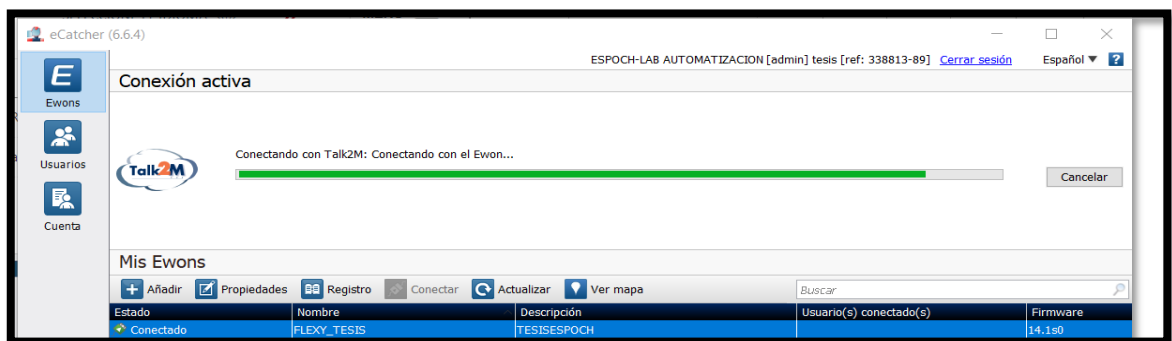 eCatcher (6.6.4)
ESPOCH-LAB AUTOMATIZACION [admin] tesis [ref: 338813-89] Cerrar sesión Español ▼ ?
E
Ewons
Usuarios
Cuenta
Conexión activa
Conectando con Talk2M: Conectando con el Ewon...
Talk2M
Cancelar
Mis Ewons
Añadir Propiedades Registro Conectar Actualizar Ver mapa Buscar
Estado Nombre Descripción Usuario(s) conectado(s) Firmware
Conectado FLEXY_TESIS TESISESPOCH 14.1s0